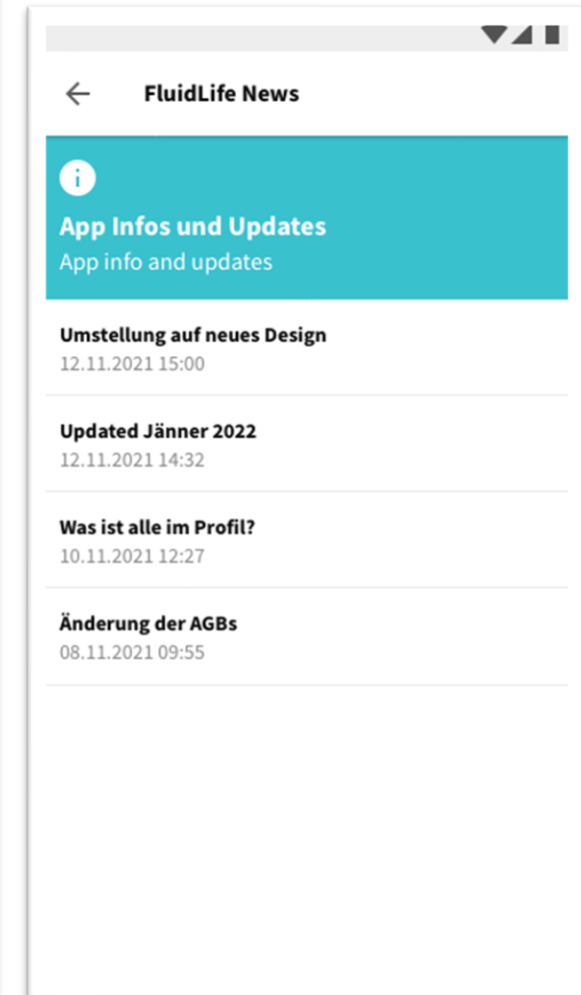 FluidLife News
App Infos und Updates
App info and updates
Umstellung auf neues Design
12.11.2021 15:00
Updated Jänner 2022
12.11.2021 14:32
Was ist alle im Profil?
10.11.2021 12:27
Änderung der AGBs
08.11.2021 09:55